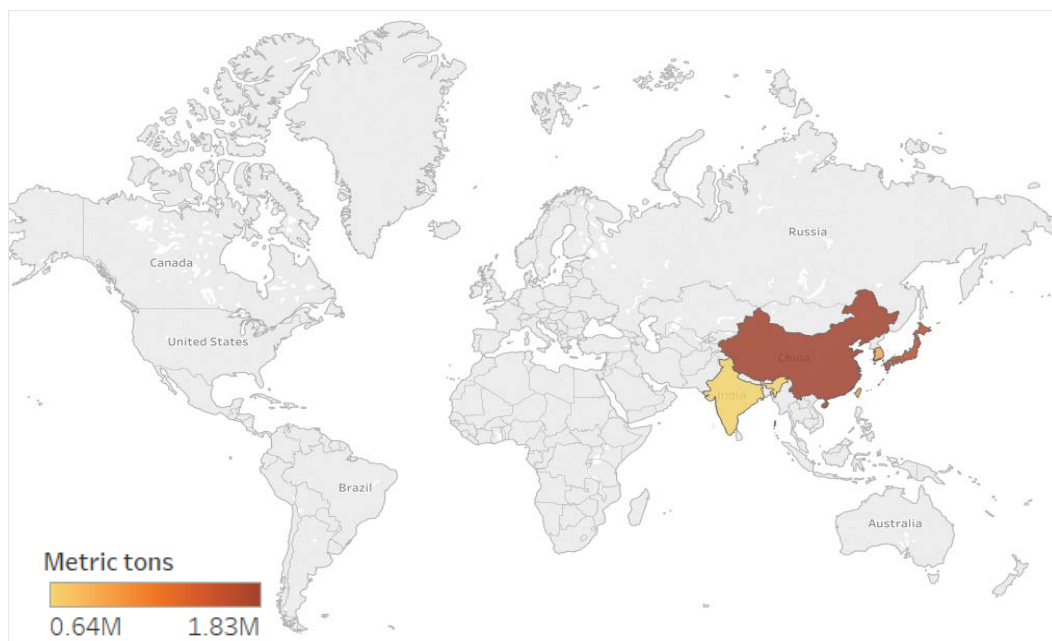 Russia
Canada
United States
China
India
Brazil
Australia
Metric tons
0.64M 1.83M